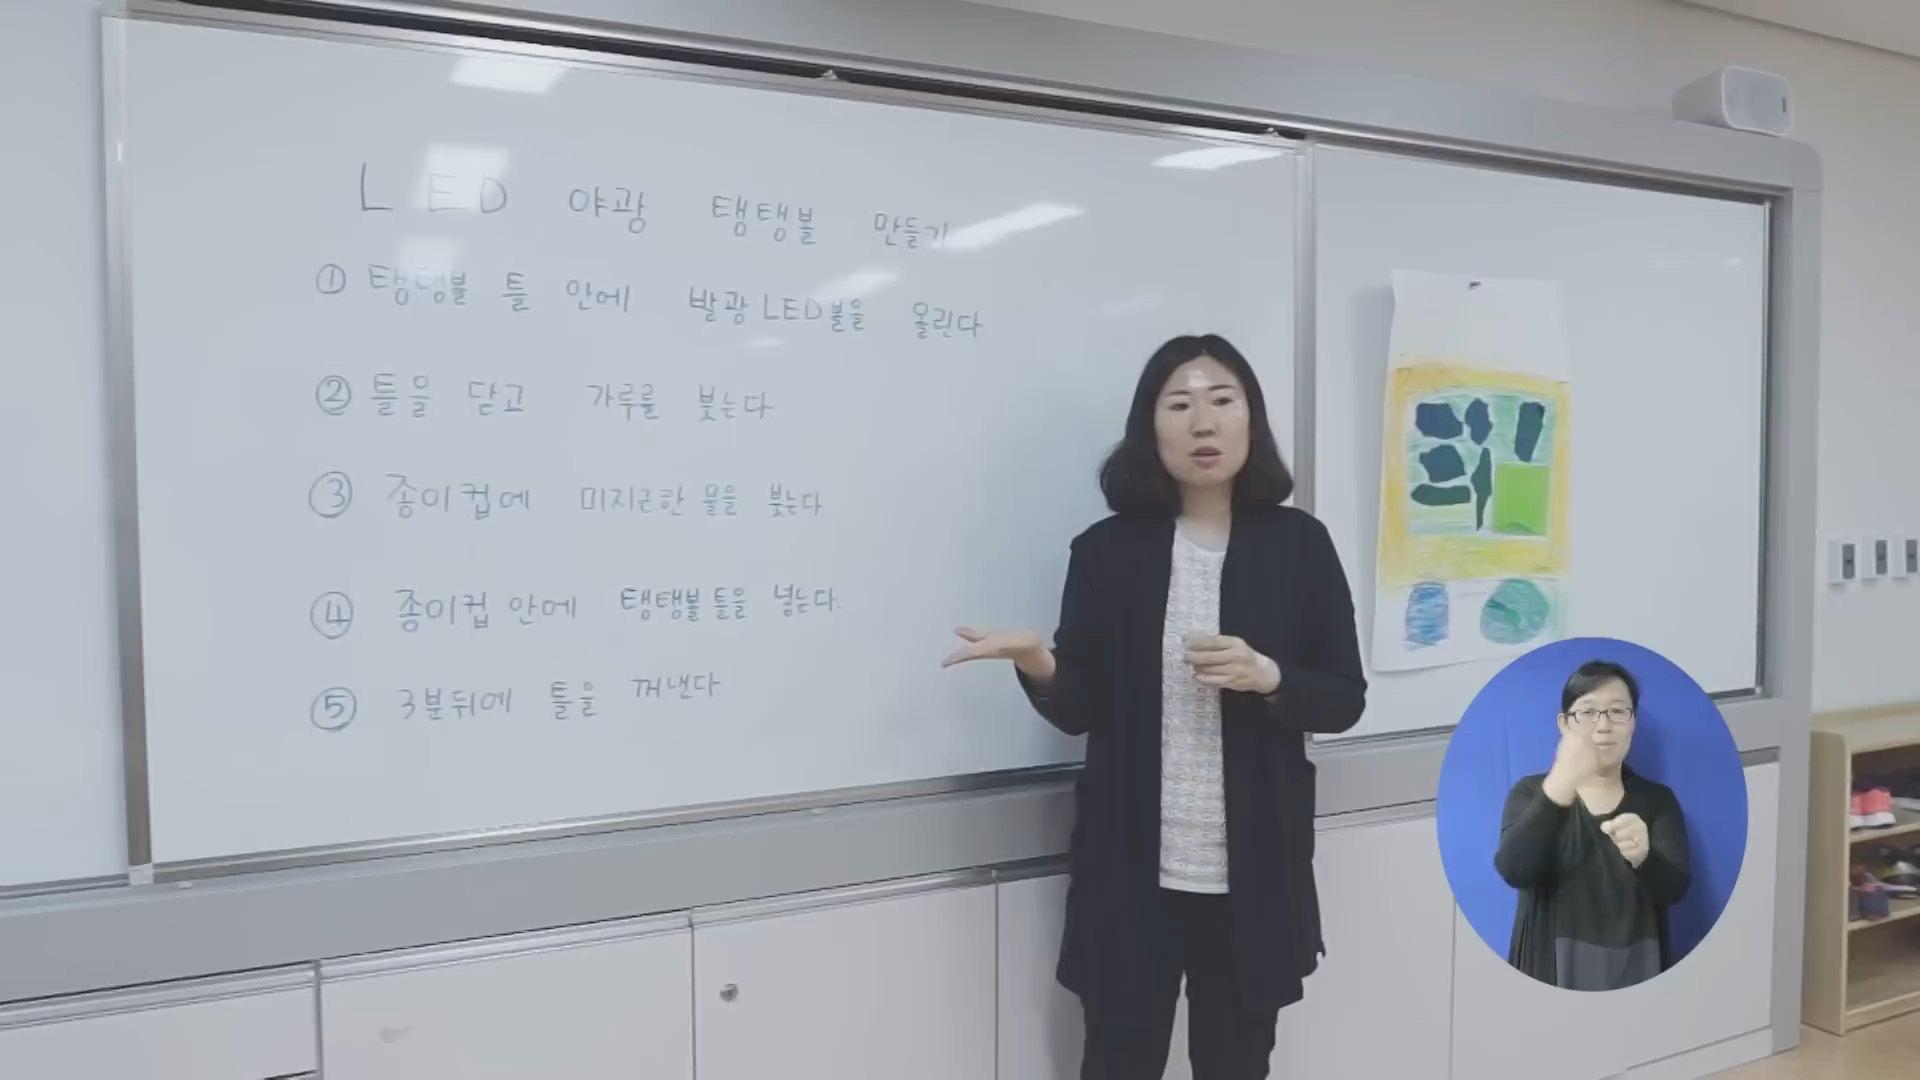 LED 야광 탱탱볼 만들기
① 탱탱볼 틀 안에 발광 LED볼을 올린다
② 틀을 닫고 가루를 붓는다
③ 종이컵에 미지근한 물을 붓는다
④ 종이컵 안에 탱탱볼 틀을 넣는다.
⑤ 3분뒤에 틀을 꺼낸다